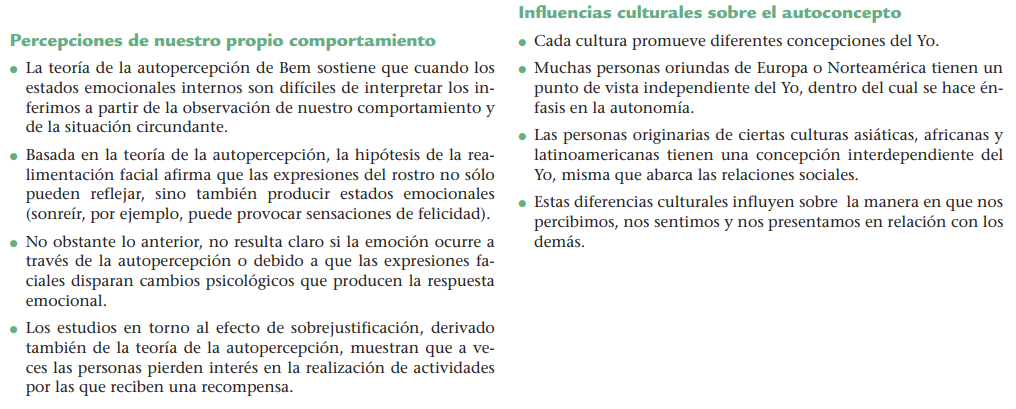 Percepciones de nuestro propio comportamiento
● La teoría de la autopercepción de Bem sostiene que cuando los
estados emocionales internos son difíciles de interpretar los in-
ferimos a partir de la observación de nuestro comportamiento y
de la situación circundante.
● Basada en la teoría de la autopercepción, la hipótesis de la rea-
limentación facial afirma que las expresiones del rostro no sólo
pueden reflejar, sino también producir estados emocionales
(sonreír, por ejemplo, puede provocar sensaciones de felicidad).
● No obstante lo anterior, no resulta claro si la emoción ocurre a
través de la autopercepción o debido a que las expresiones fa-
ciales disparan cambios psicológicos que producen la respuesta
emocional.
● Los estudios en torno al efecto de sobrejustificación, derivado
también de la teoría de la autopercepción, muestran que a ve-
ces las personas pierden interés en la realización de actividades
por las que reciben una recompensa.
Influencias culturales sobre el autoconcepto
● Cada cultura promueve diferentes concepciones del Yo.
● Muchas personas oriundas de Europa o Norteamérica tienen un
punto de vista independiente del Yo, dentro del cual se hace én-
fasis en la autonomía.
● Las personas originarias de ciertas culturas asiáticas, africanas y
latinoamericanas tienen una concepción interdependiente del
Yo, misma que abarca las relaciones sociales.
● Estas diferencias culturales influyen sobre la manera en que nos
percibimos, nos sentimos y nos presentamos en relación con los
demás.